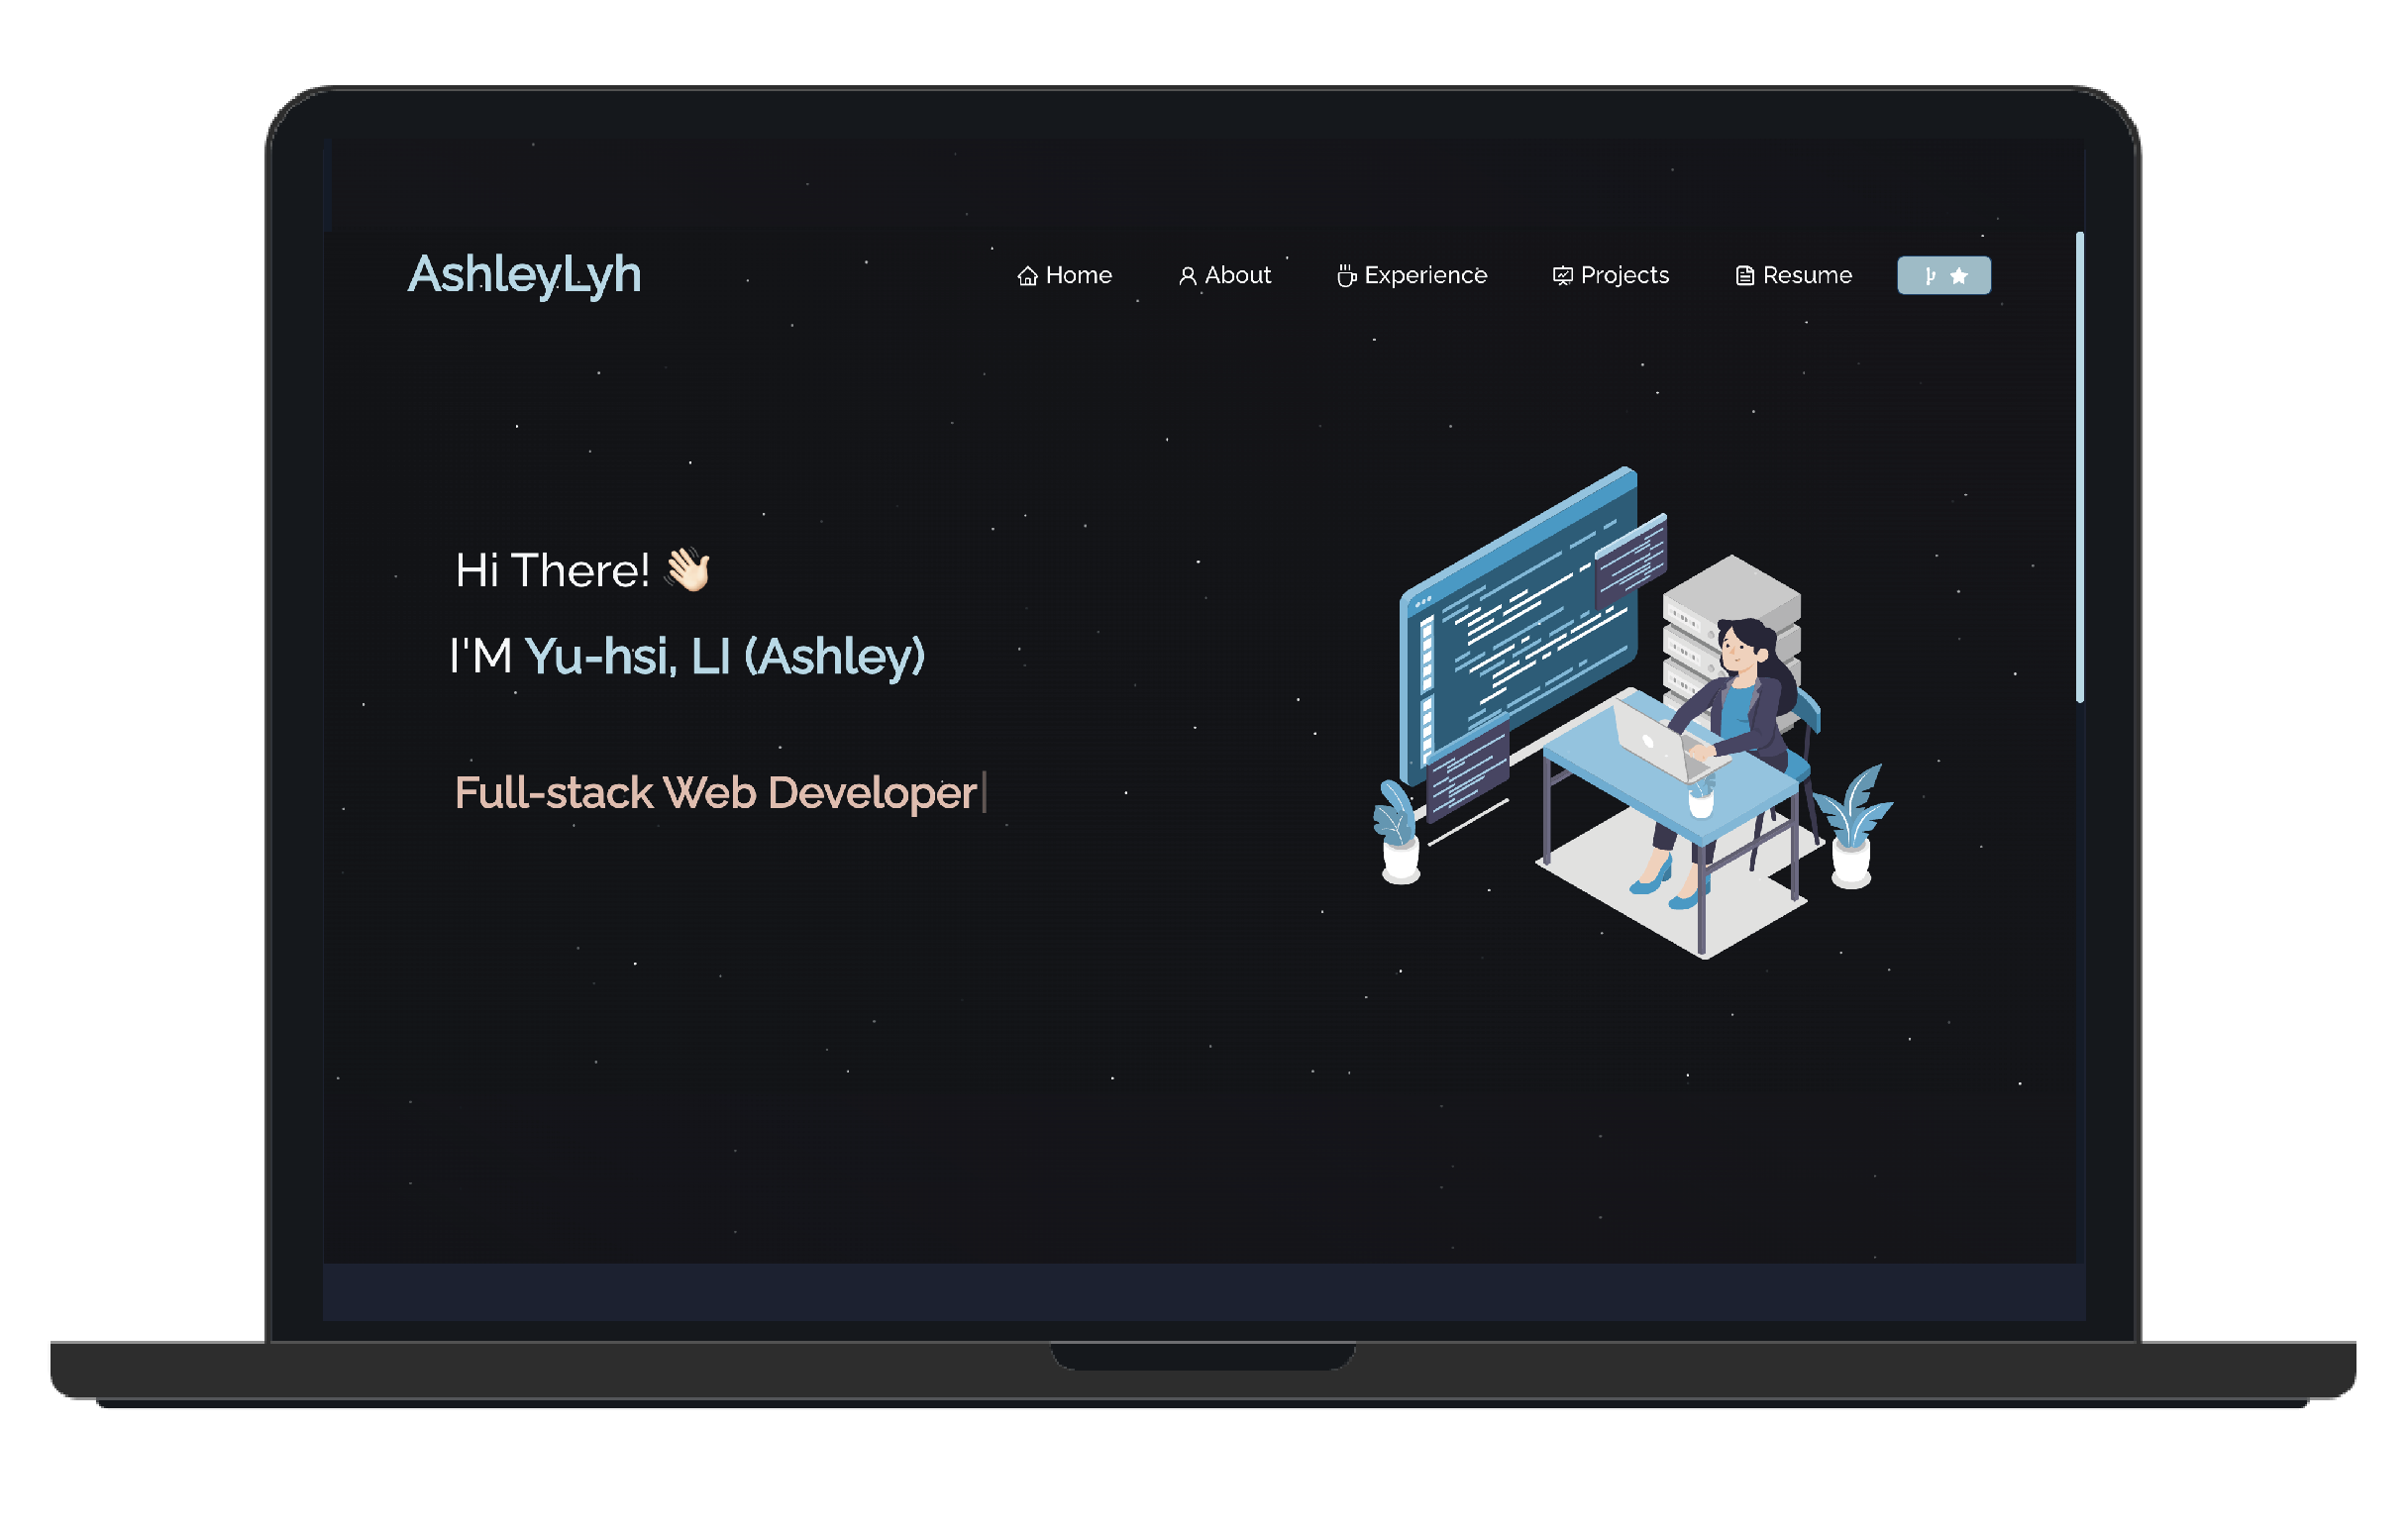 AshleyLyh
Home About Experience Projects Resume
Hi There! 👋🏻
I'M Yu-hsi, LI (Ashley)
Full-stack Web Developer